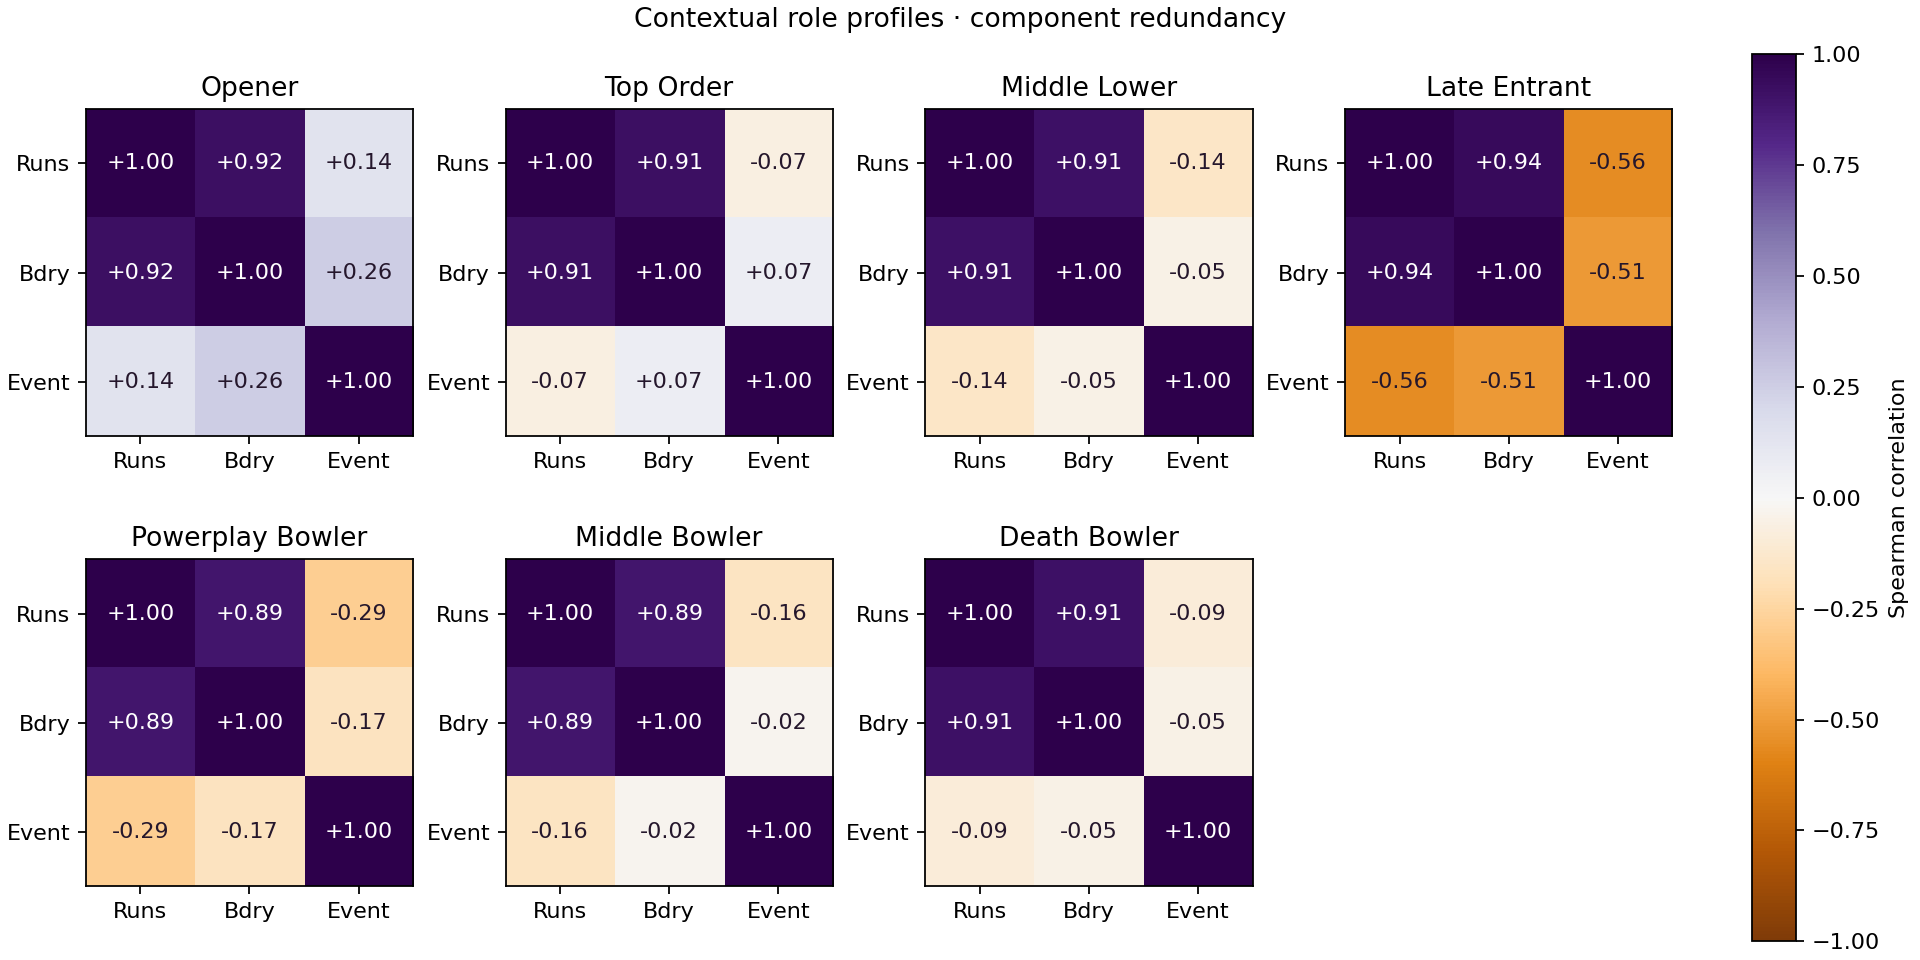 Contextual role profiles · component redundancy
Opener
Runs +1.00 +0.92 +0.14
Bdry +0.92 +1.00 +0.26
Event +0.14 +0.26 +1.00
Runs Bdry Event
Top Order
Runs +1.00 +0.91 -0.07
Bdry +0.91 +1.00 +0.07
Event -0.07 +0.07 +1.00
Runs Bdry Event
Middle Lower
Runs +1.00 +0.91 -0.14
Bdry +0.91 +1.00 -0.05
Event -0.14 -0.05 +1.00
Runs Bdry Event
Late Entrant
Runs +1.00 +0.94 -0.56
Bdry +0.94 +1.00 -0.51
Event -0.56 -0.51 +1.00
Runs Bdry Event
Powerplay Bowler
Runs +1.00 +0.89 -0.29
Bdry +0.89 +1.00 -0.17
Event -0.29 -0.17 +1.00
Runs Bdry Event
Middle Bowler
Runs +1.00 +0.89 -0.16
Bdry +0.89 +1.00 -0.02
Event -0.16 -0.02 +1.00
Runs Bdry Event
Death Bowler
Runs +1.00 +0.91 -0.09
Bdry +0.91 +1.00 -0.05
Event -0.09 -0.05 +1.00
Runs Bdry Event
1.00
0.75
0.50
0.25
0.00
−0.25
−0.50
−0.75
−1.00
Spearman correlation